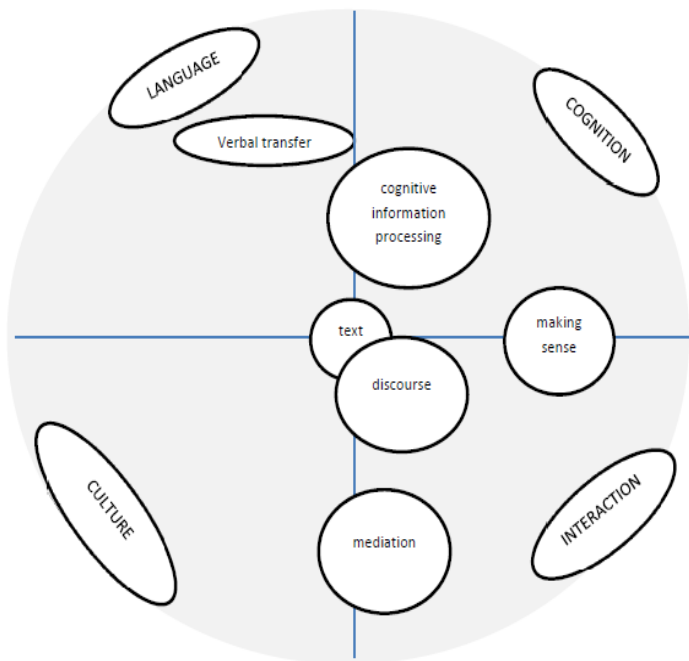 LANGUAGE
COGNITION
Verbal transfer
cognitive
information
processing
text
making
sense
discourse
CULTURE
INTERACTION
mediation